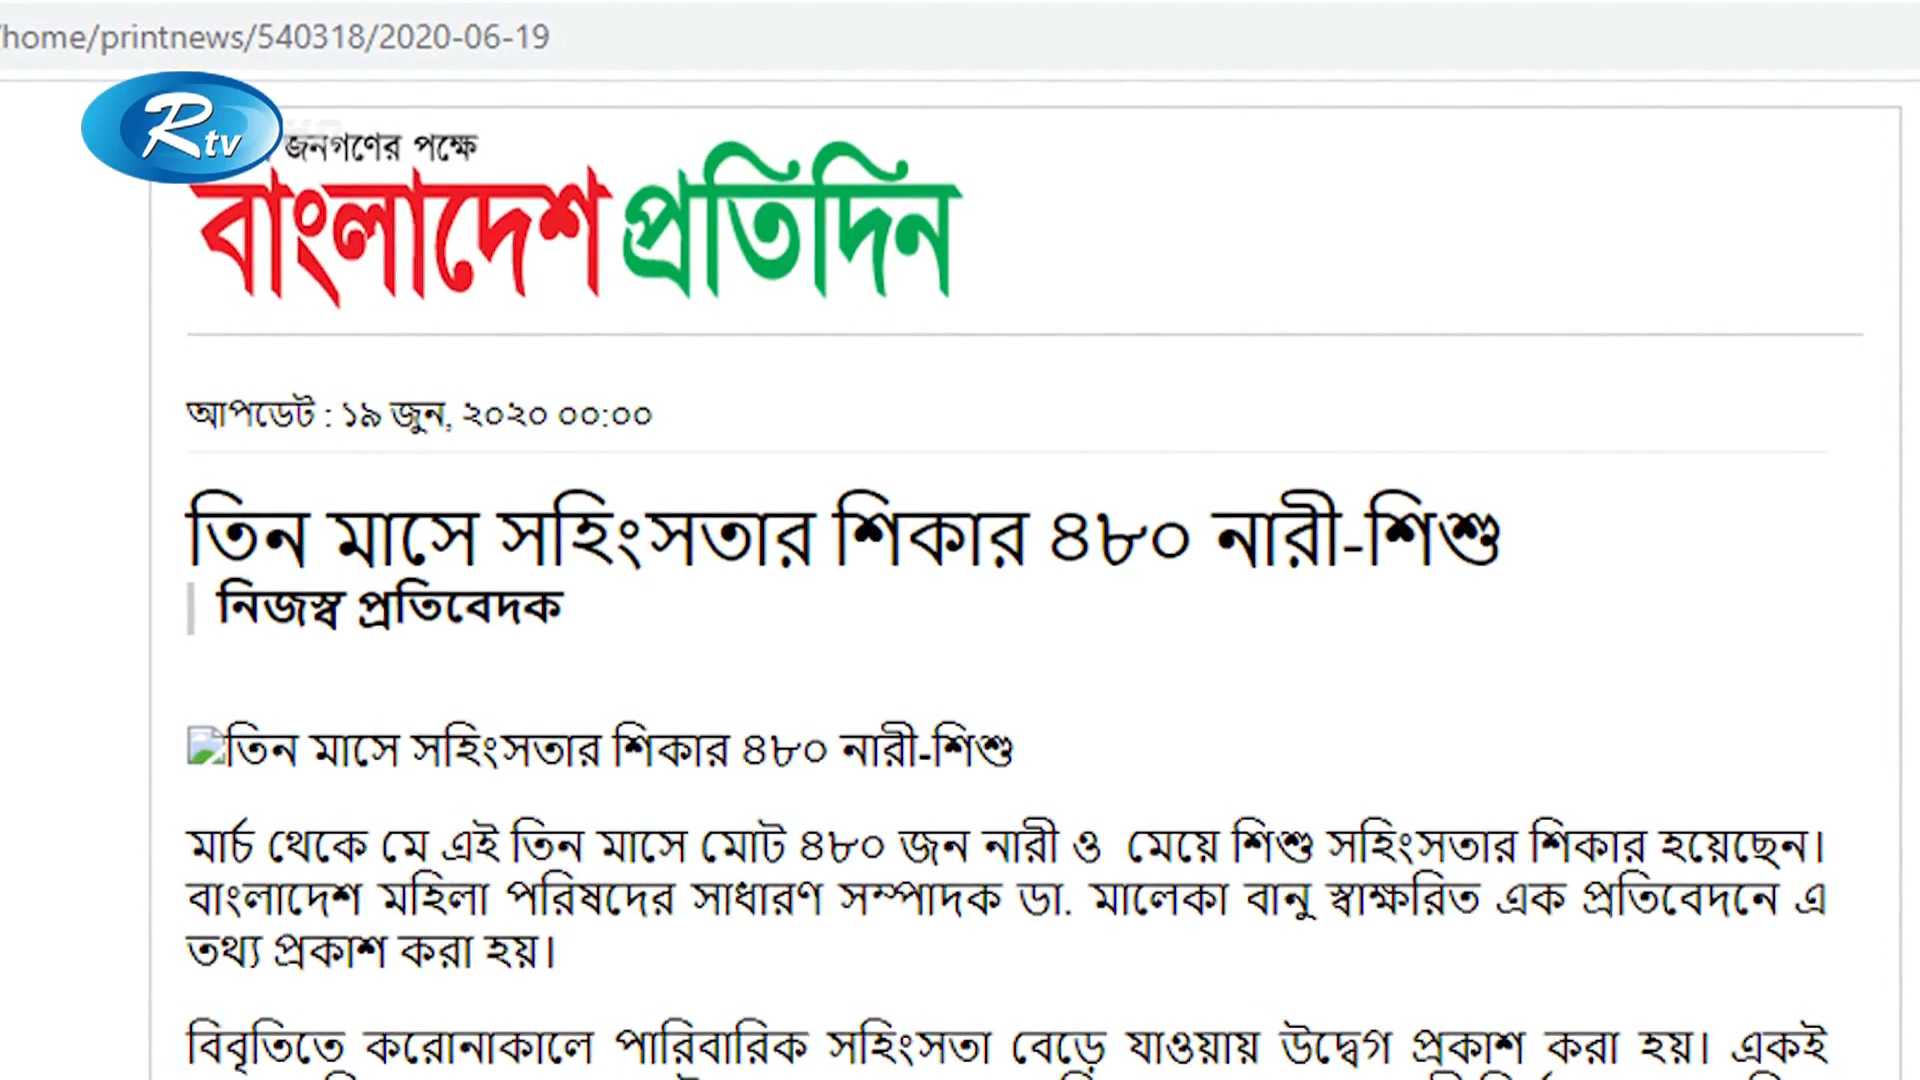 /home/printnews/540318/2020-06-19
Rtv
জনগণের পক্ষে
বাংলাদেশ প্রতিদিন
আপডেট : ১৯ জুন, ২০২০ ০০:০০
তিন মাসে সহিংসতার শিকার ৪৮০ নারী-শিশু
নিজস্ব প্রতিবেদক
তিন মাসে সহিংসতার শিকার ৪৮০ নারী-শিশু
মার্চ থেকে মে এই তিন মাসে মোট ৪৮০ জন নারী ও মেয়ে শিশু সহিংসতার শিকার হয়েছেন।
বাংলাদেশ মহিলা পরিষদের সাধারণ সম্পাদক ডা. মালেকা বানু স্বাক্ষরিত এক প্রতিবেদনে এ
তথ্য প্রকাশ করা হয়।
বিবৃতিতে করোনাকালে পারিবারিক সহিংসতা বেড়ে যাওয়ায় উদ্বেগ প্রকাশ করা হয়। একই